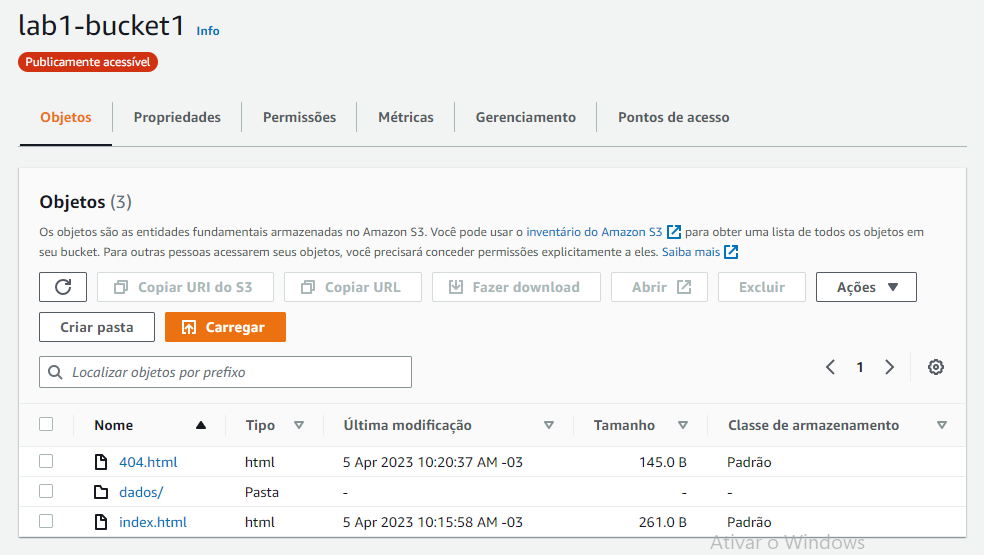 lab1-bucket1 Info
Publicamente acessível
Objetos Propriedades Permissões Métricas Gerenciamento Pontos de acesso
Objetos (3)
Os objetos são as entidades fundamentais armazenadas no Amazon S3. Você pode usar o inventário do Amazon S3 para obter uma lista de todos os objetos em
seu bucket. Para outras pessoas acessarem seus objetos, você precisará conceder permissões explicitamente a eles. Saiba mais
Copiar URI do S3 Copiar URL Fazer download Abrir Excluir Ações
Criar pasta Carregar
Localizar objetos por prefixo 1
Nome Tipo Última modificação Tamanho Classe de armazenamento
404.html html 5 Apr 2023 10:20:37 AM -03 145.0 B Padrão
dados/ Pasta - - -
index.html html 5 Apr 2023 10:15:58 AM -03 261.0 B Padrão
Ativar o Windows